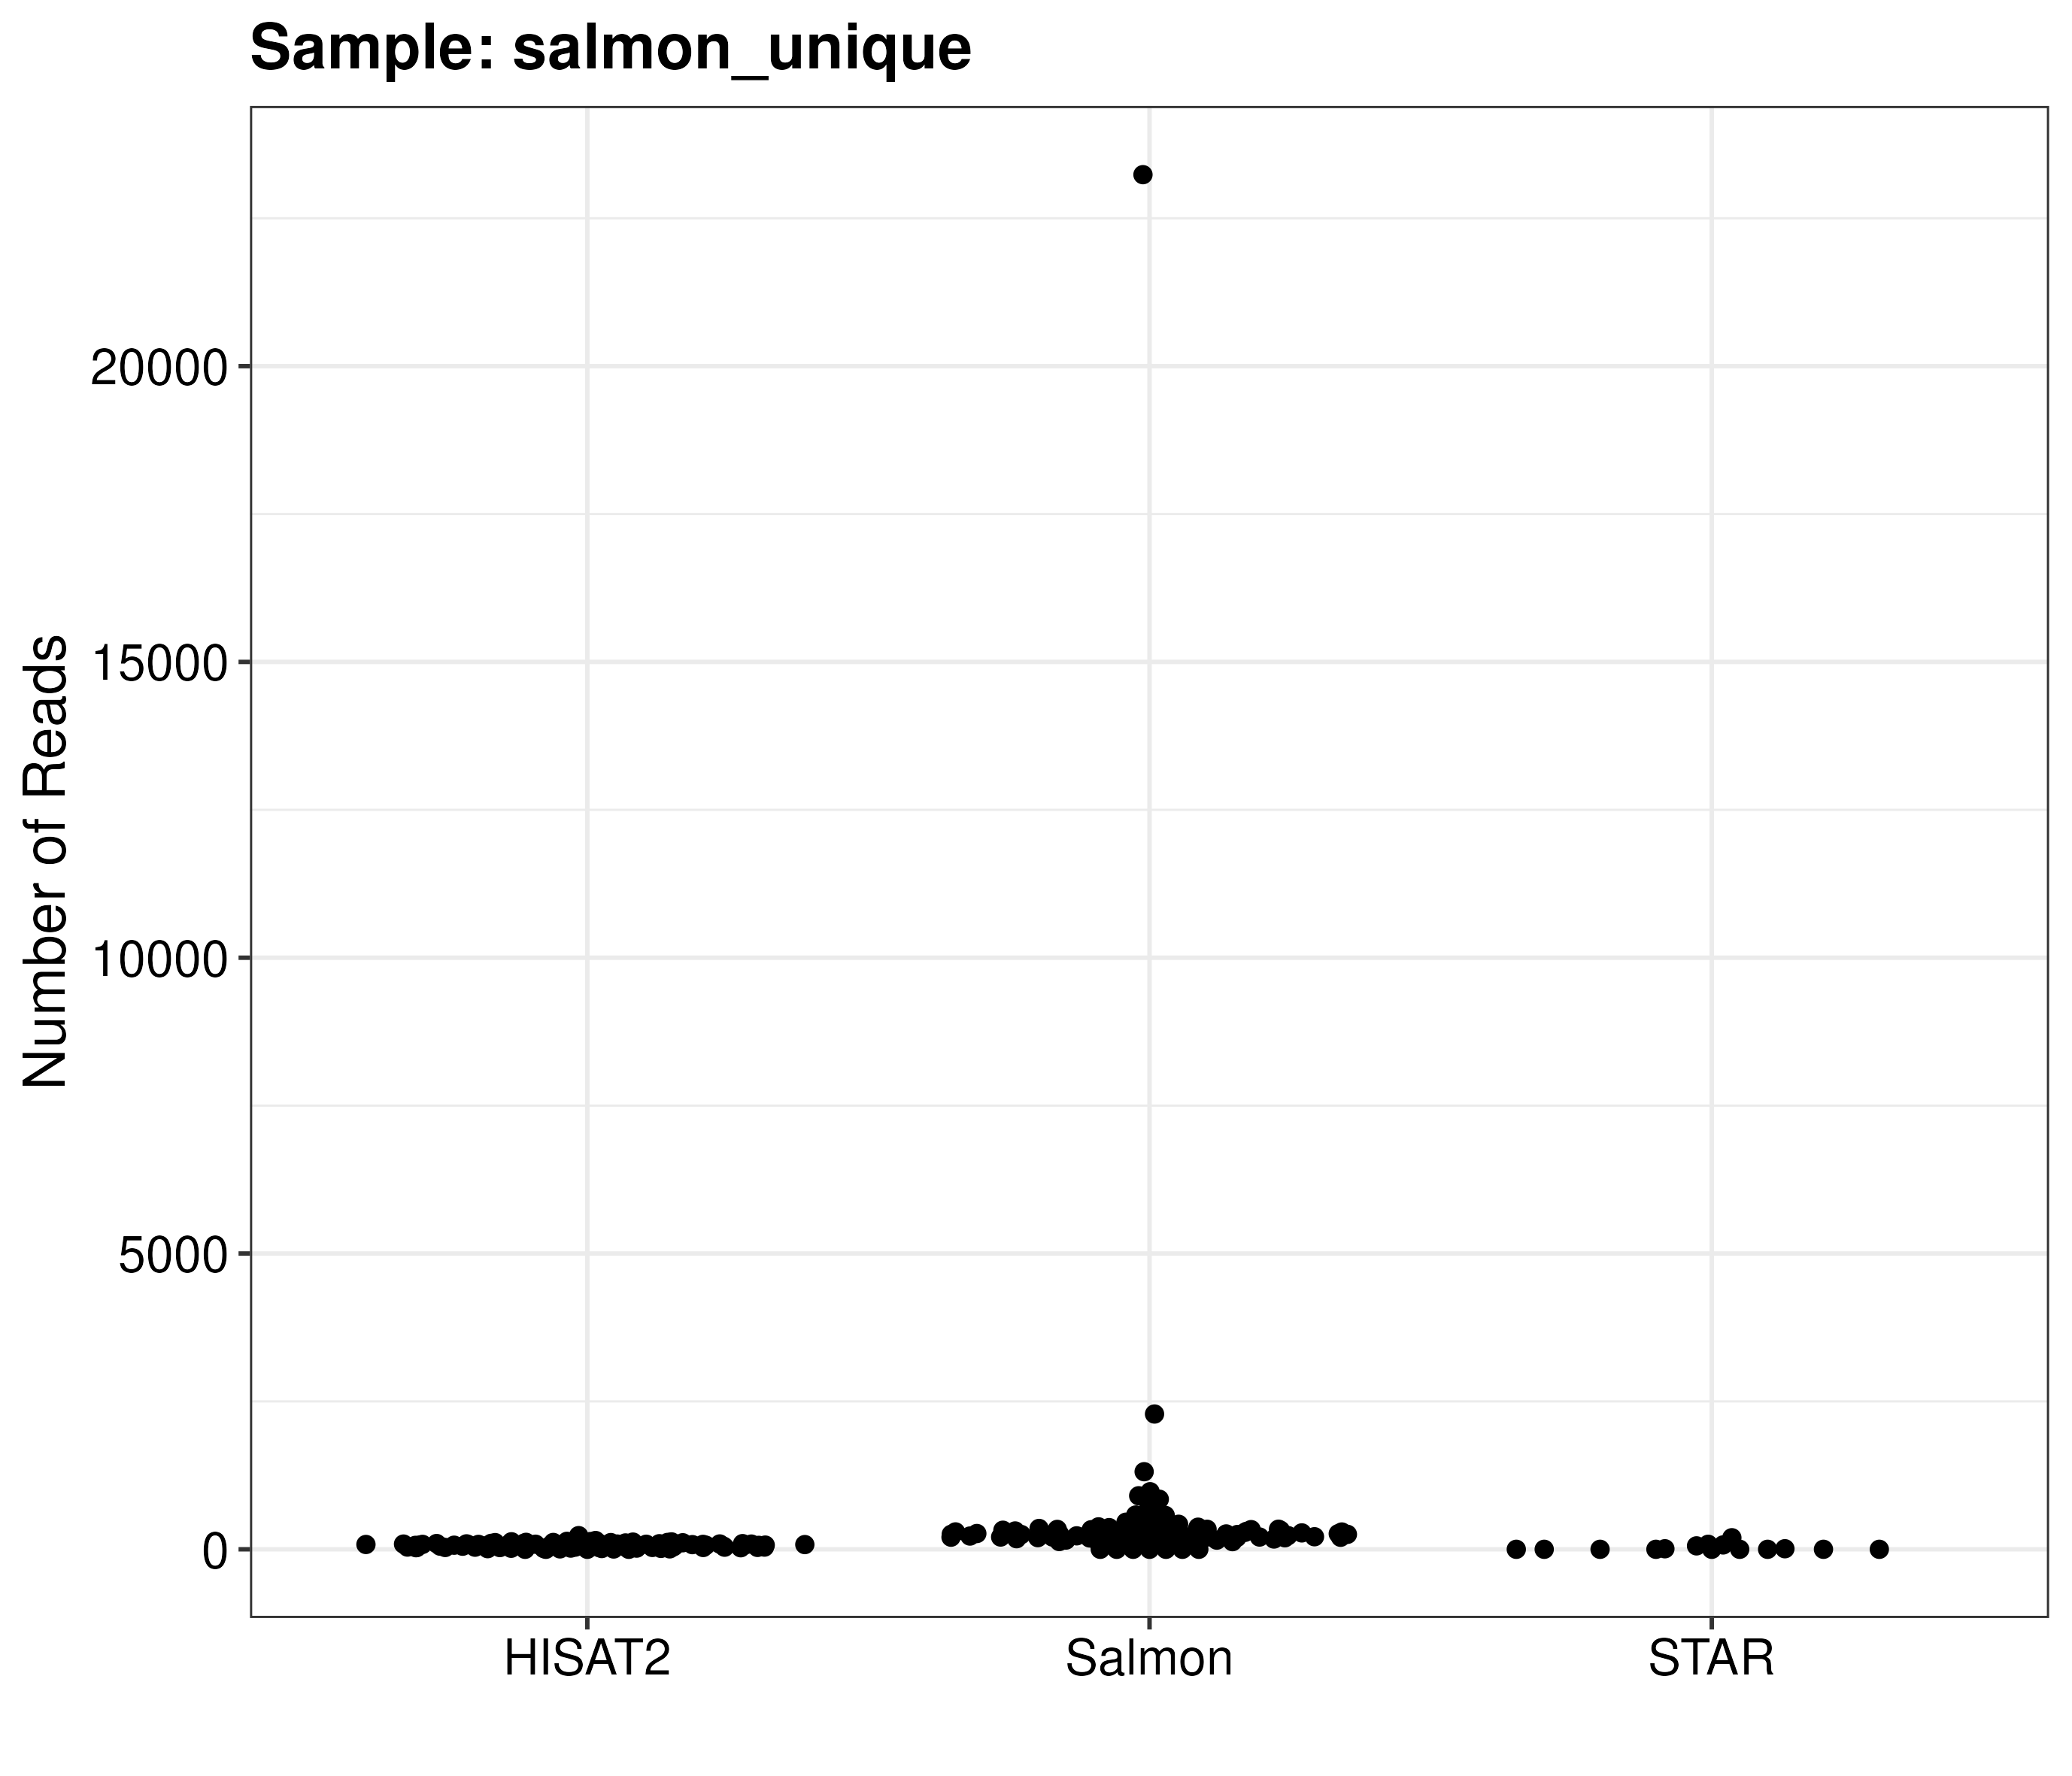 Sample: salmon_unique
Number of Reads
20000
15000
10000
5000
0
HISAT2
Salmon
STAR